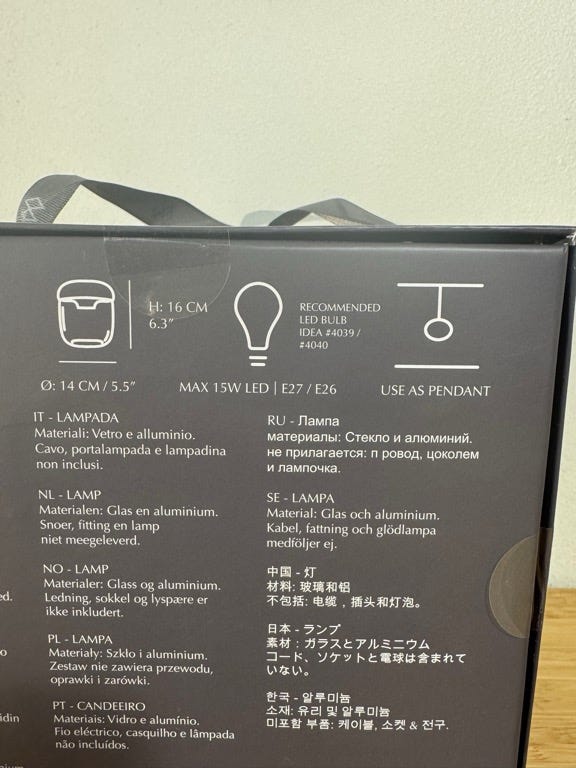 H: 16 CM
6.3"
Ø: 14 CM / 5.5"
RECOMMENDED
LED BULB
IDEA #4039 /
#4040
MAX 15W LED | E27 / E26
USE AS PENDANT
IT - LAMPADA
Materiali: Vetro e alluminio.
Cavo, portalampada e lampadina
non inclusi.
NL - LAMP
Materialen: Glas en aluminium.
Snoer, fitting en lamp
niet meegeleverd.
NO - LAMP
Materialer: Glass og aluminium.
Ledning, sokkel og lyspære er
ikke inkludert.
PL - LAMPA
Materiały: Szkło i aluminium.
Zestaw nie zawiera przewodu,
oprawki i żarówki.
PT - CANDEEIRO
Materiais: Vidro e alumínio.
Fio eléctrico, casquilho e lâmpada
não incluídos.
RU - Лампа
материалы: Стекло и алюминий.
не прилагается: п ровод, цоколем
и лампочка.
SE - LAMPA
Material: Glas och aluminium.
Kabel, fattning och glödlampa
medföljer ej.
中国 - 灯
材料: 玻璃和铝
不包括: 电缆，插头和灯泡。
日本 - ランプ
素材：ガラスとアルミニウム
コード、ソケットと電球は含まれて
いない。
한국 - 알루미늄
소재: 유리 및 알루미늄
미포함 부품: 케이블, 소켓 & 전구.